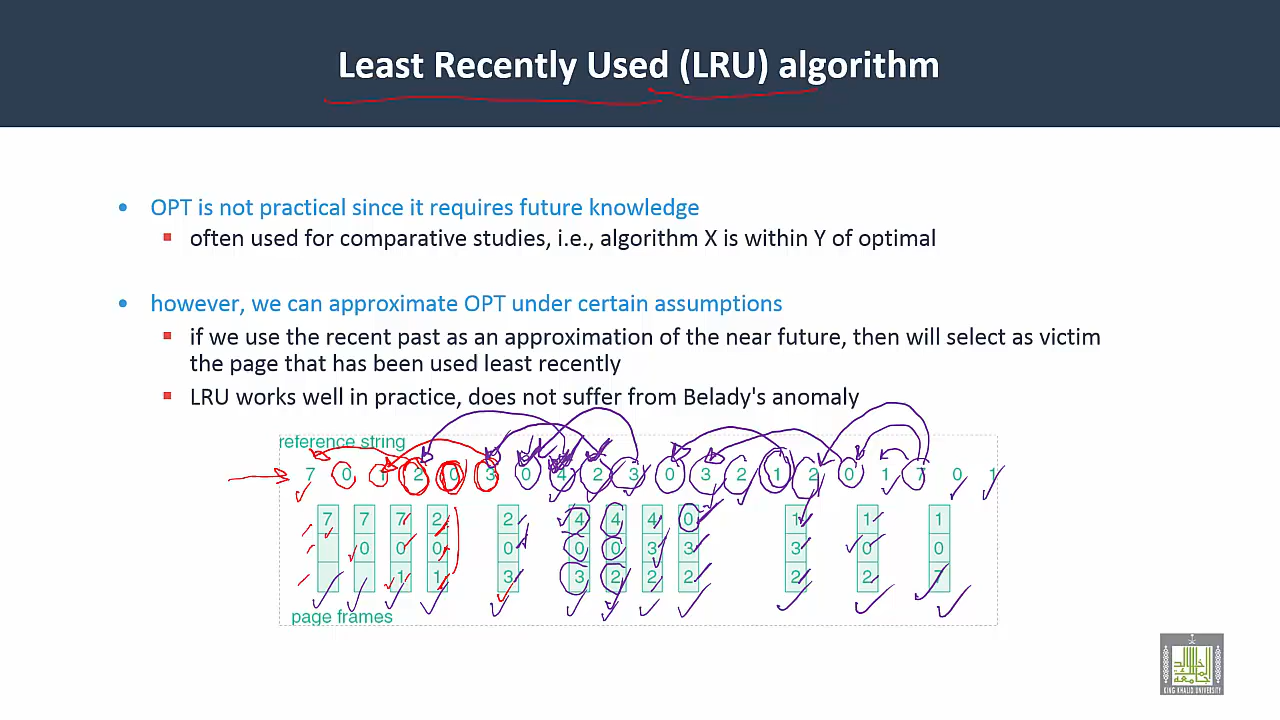 Least Recently Used (LRU) algorithm
• OPT is not practical since it requires future knowledge
▪ often used for comparative studies, i.e., algorithm X is within Y of optimal
• however, we can approximate OPT under certain assumptions
▪ if we use the recent past as an approximation of the near future, then will select as victim
the page that has been used least recently
▪ LRU works well in practice, does not suffer from Belady's anomaly
reference string
7 0 1 2 0 3 0 4 2 3 0 3 2 1 2 0 1 7 0 1
7 7 7 2 2 4 4 4 0 1 1 1
0 0 0 0 0 0 3 3 3 0 0
1 1 3 3 2 2 2 2 2 7
page frames
KING KHALID UNIVERSITY